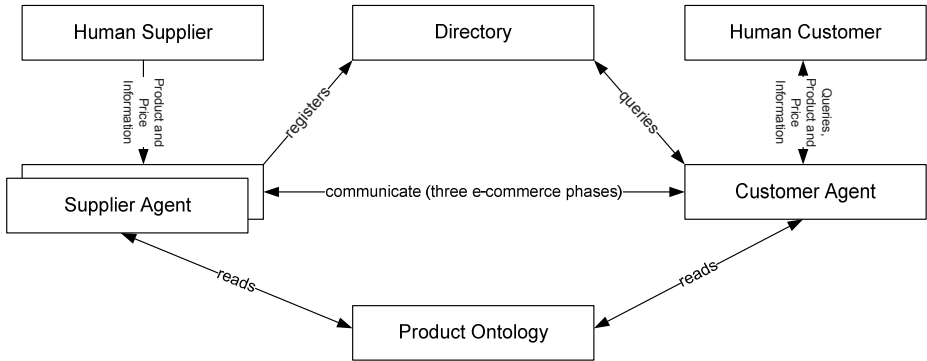 Human Supplier
Directory
Human Customer
Product and
Price
Information
registers
queries
Queries,
Product and
Price
Information
Supplier Agent
communicate (three e-commerce phases)
Customer Agent
reads
reads
Product Ontology